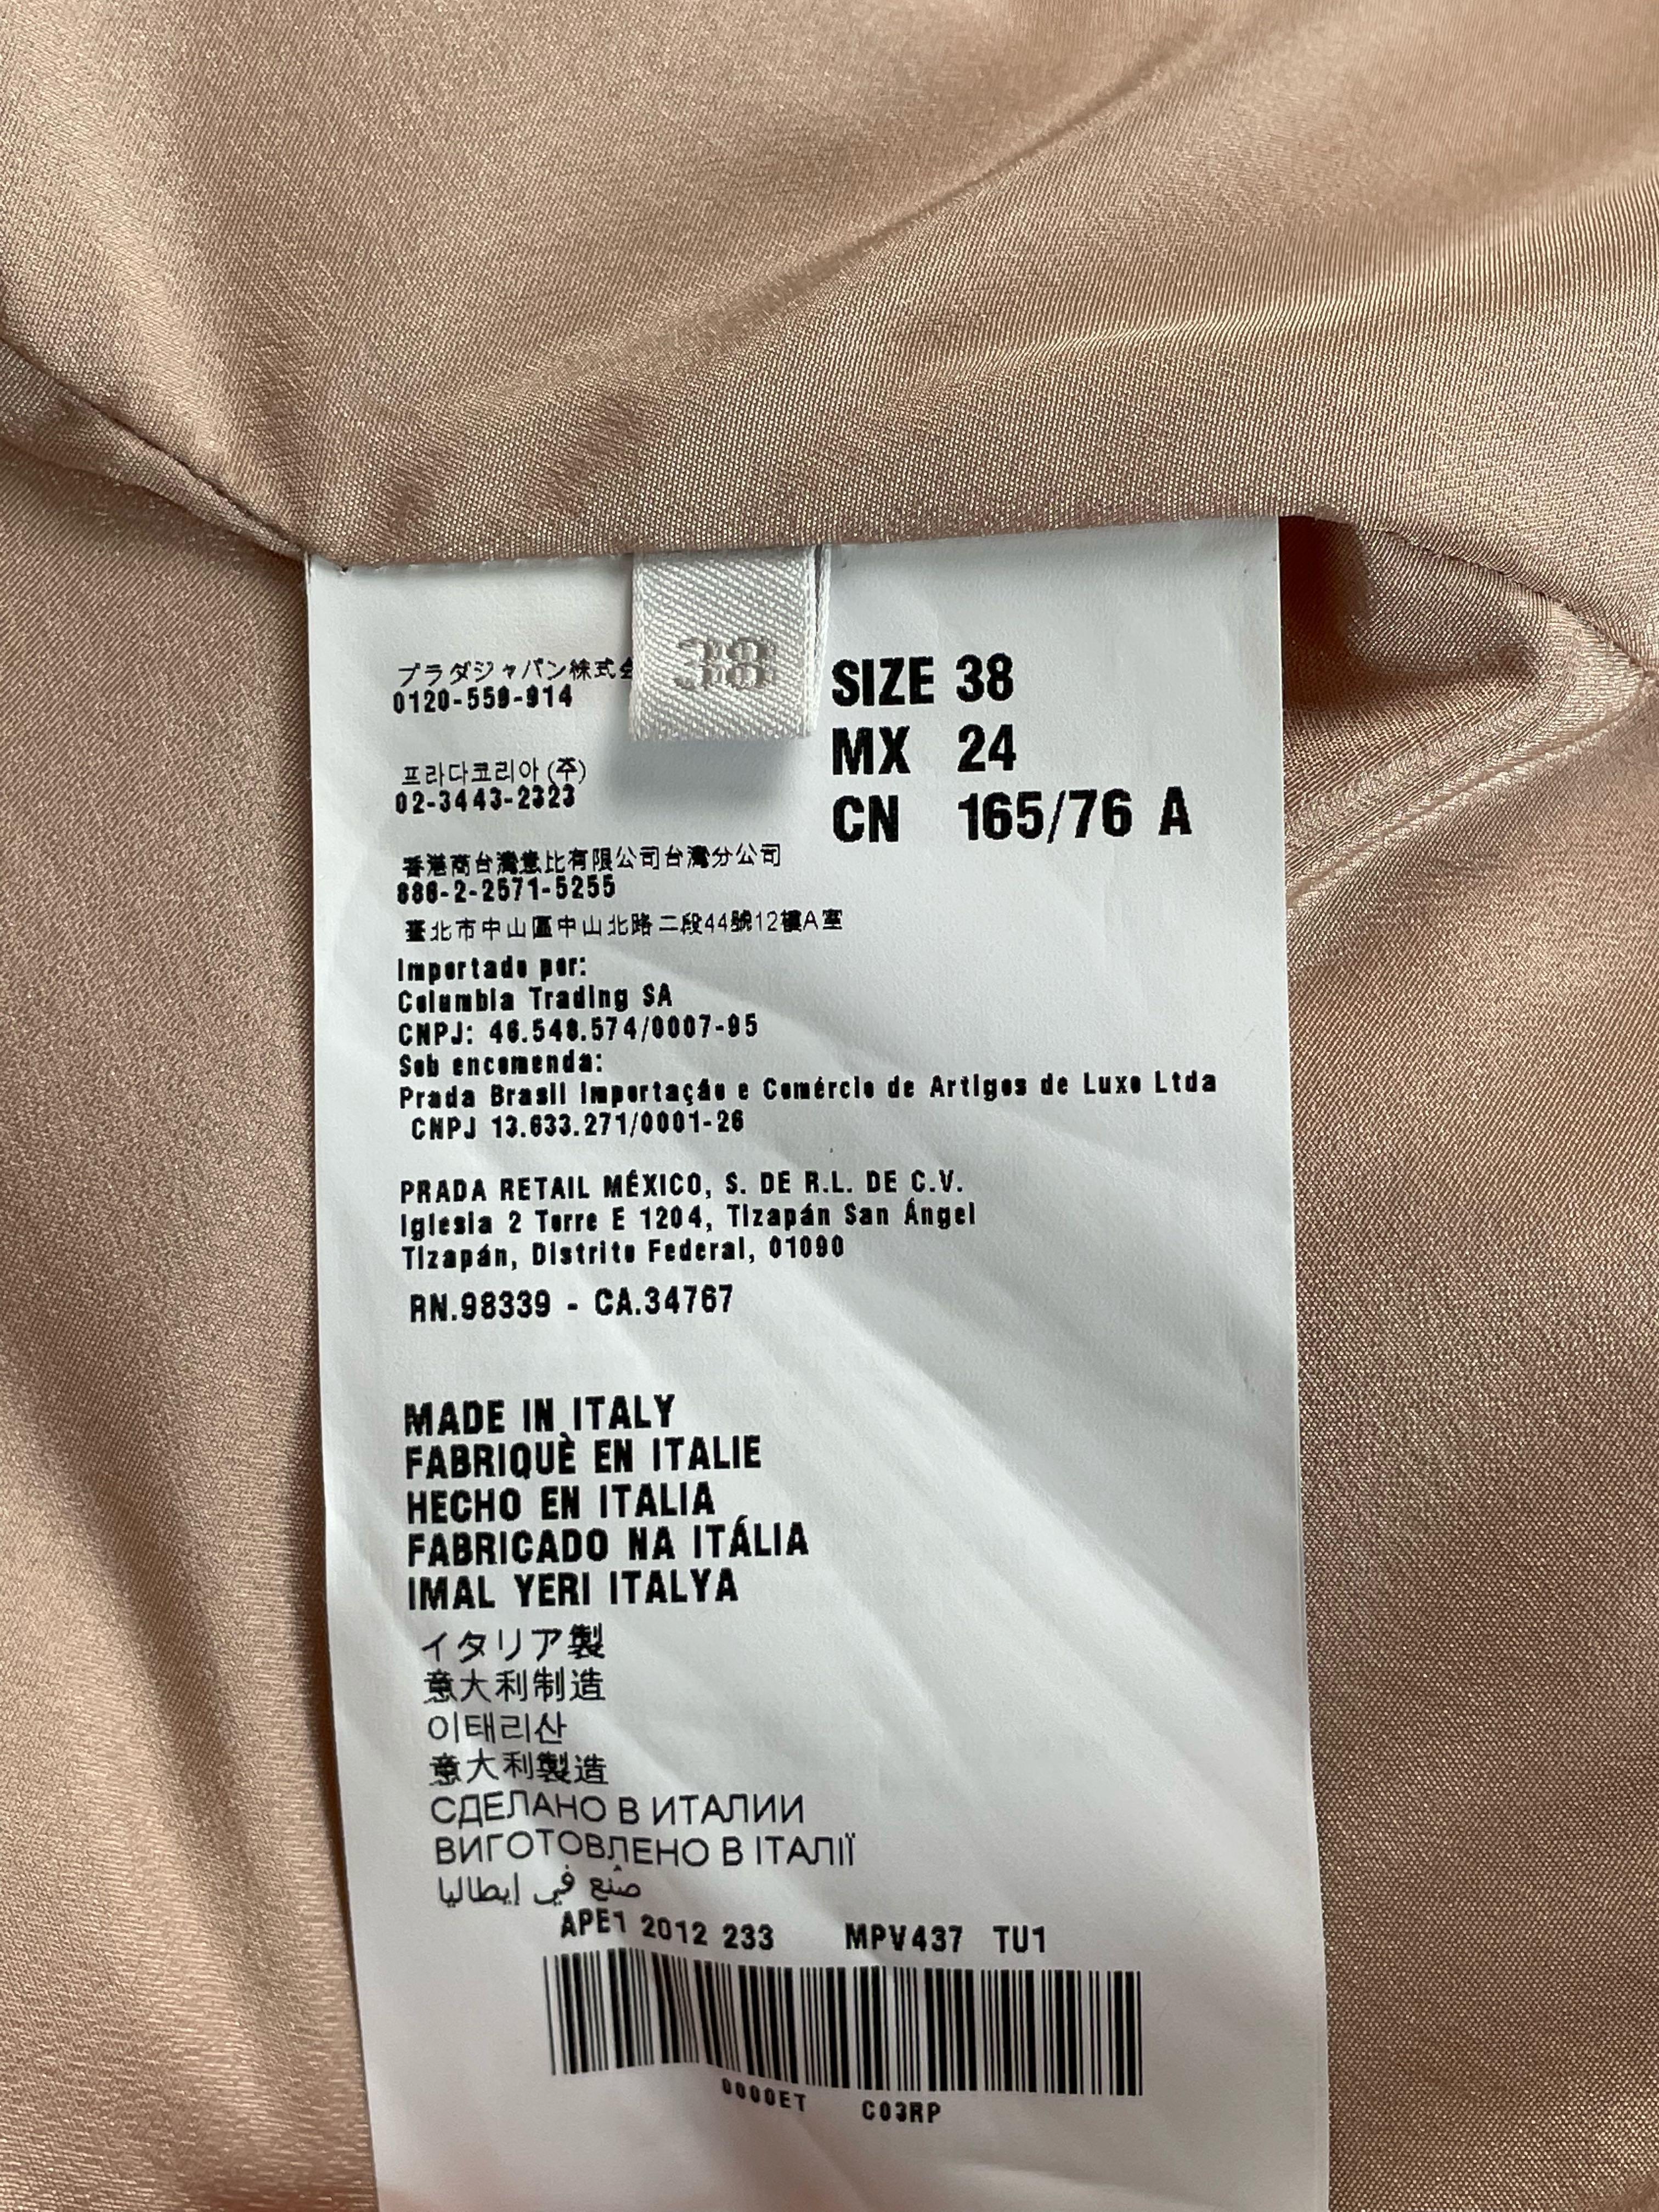 プラダジャパン株式会
0120-559-914
38
SIZE 38
MX 24
CN 165/76 A
프라다코리아 (주)
02-3443-2323
香港商台灣意比有限公司台灣分公司
886-2-2571-5255
臺北市中山區中山北路二段44號12樓A室
Importado por:
Columbia Trading SA
CNPJ: 46.548.574/0007-95
Sob encomenda:
Prada Brasil Importação e Comércio de Artigos de Luxo Ltda
CNPJ 13.633.271/0001-26
PRADA RETAIL MÉXICO, S. DE R.L. DE C.V.
Iglesia 2 Torre E 1204, Tizapán San Ángel
Tizapán, Distrito Federal, 01090
RN.98339 - CA.34767
MADE IN ITALY
FABRIQUÈ EN ITALIE
HECHO EN ITALIA
FABRICADO NA ITÁLIA
IMAL YERI ITALYA
イタリア製
意大利制造
이태리산
意大利製造
СДЕЛАНО В ИТАЛИИ
ВИГОТОВЛЕНО В ІТАЛІЇ
صُنع في إيطاليا
APE1 2012 233 MPV437 TU1
0000ET C03RP